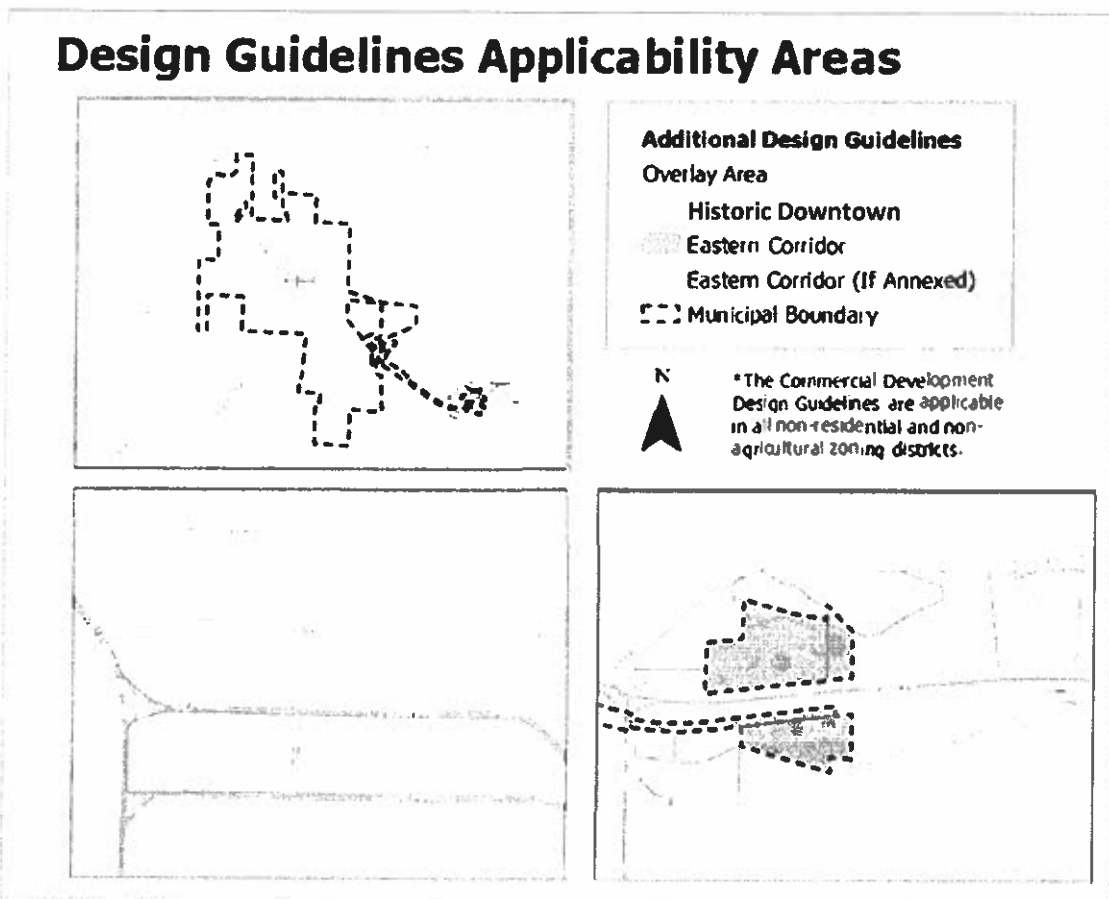 Design Guidelines Applicability Areas
Additional Design Guidelines
Overlay Area
Historic Downtown
Eastern Corridor
Eastern Corridor (If Annexed)
Municipal Boundary
N
*The Commercial Development
Design Guidelines are applicable
in all non-residential and non-
agricultural zoning districts.